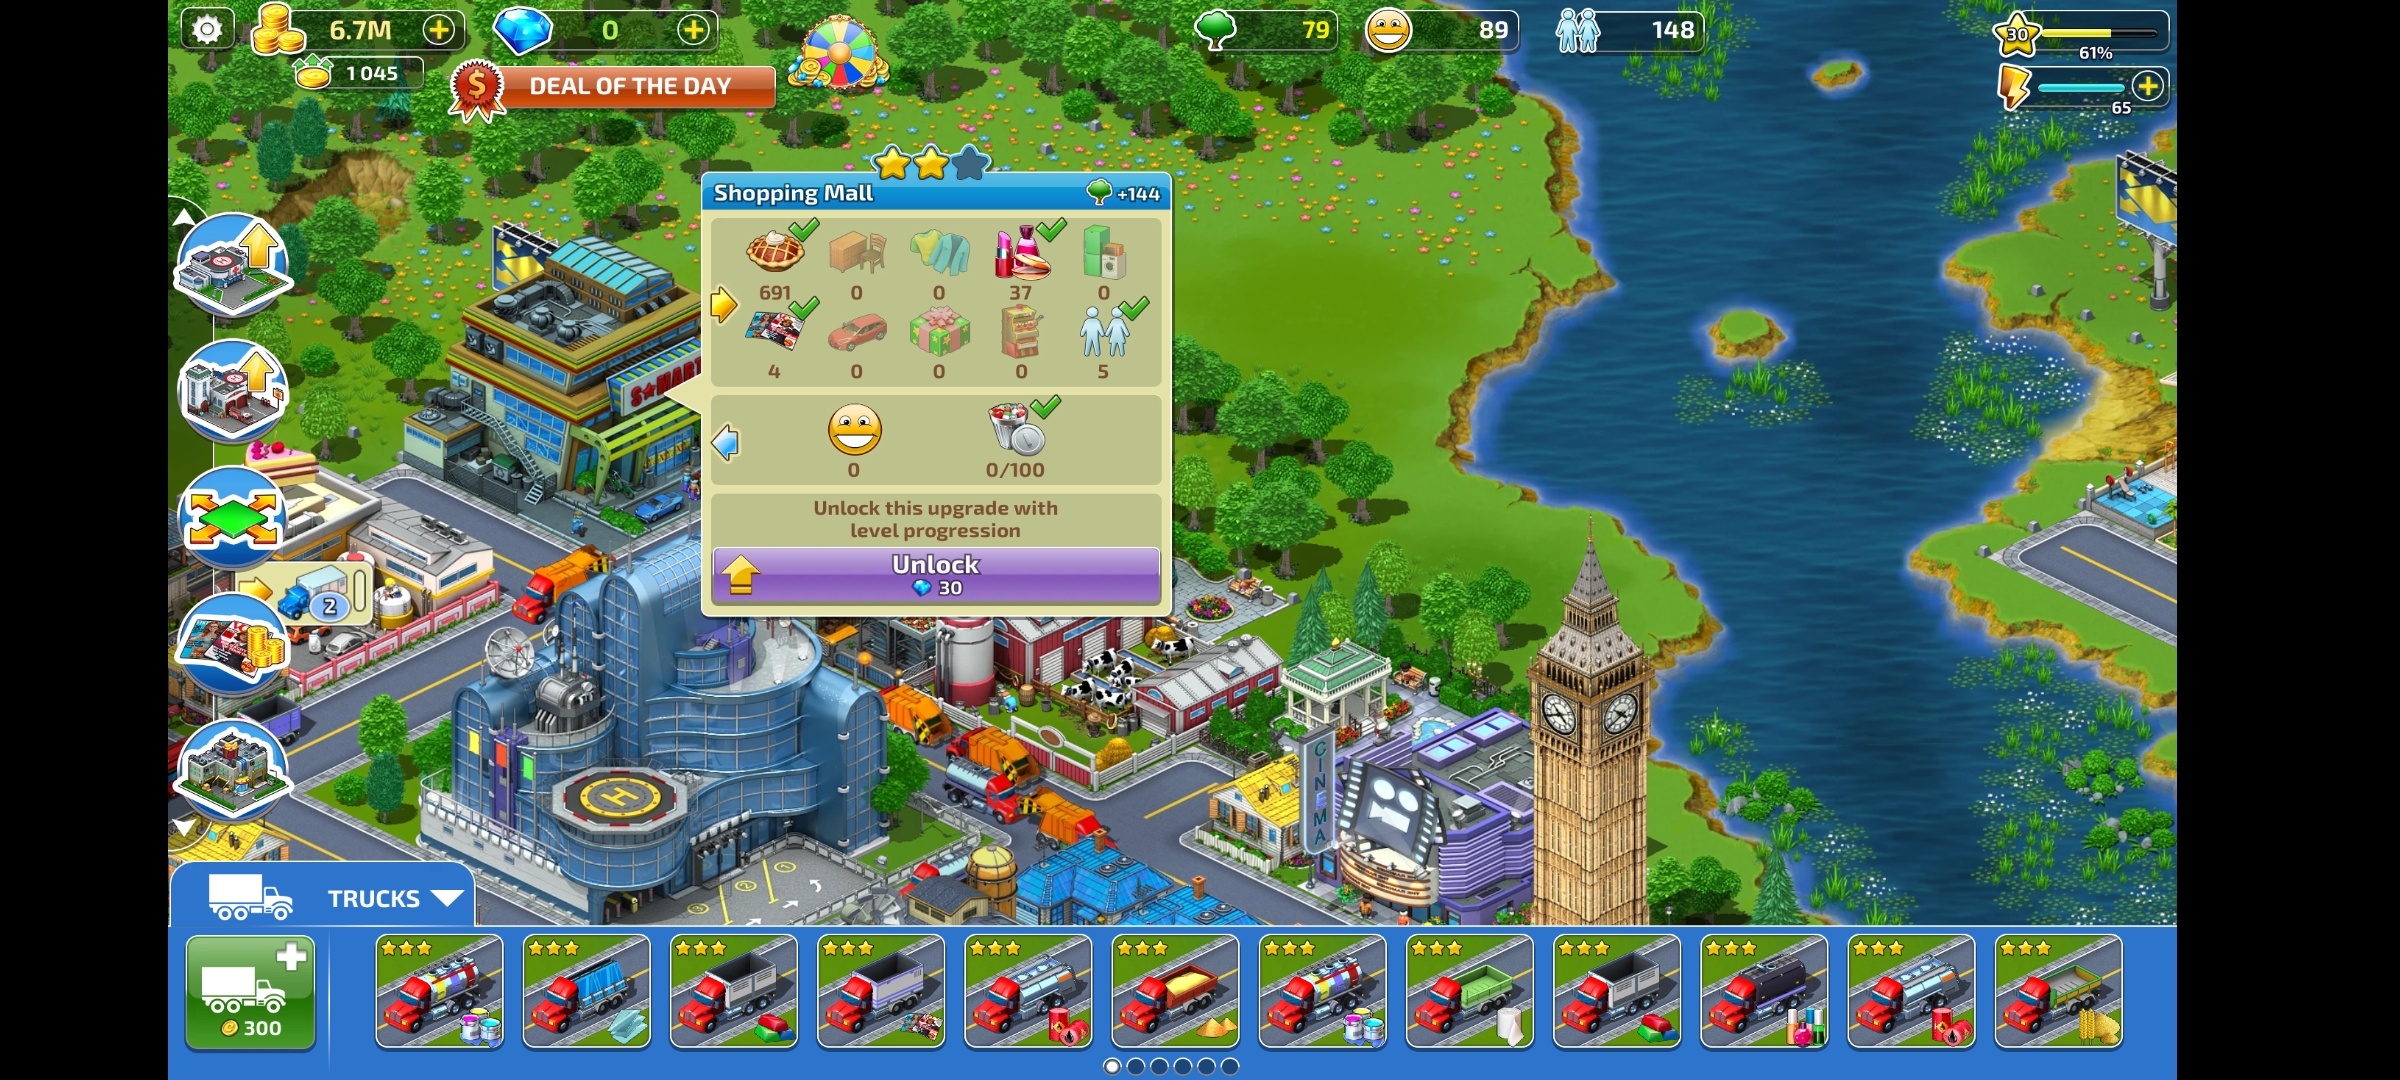 6.7M
0
79
89
148
30
61%
1 045
DEAL OF THE DAY
65
Shopping Mall
+144
691
0
0
37
0
4
0
0
0
5
0
0/100
Unlock this upgrade with
level progression
Unlock
30
S★MART
2
CINEMA
H
TRUCKS
300